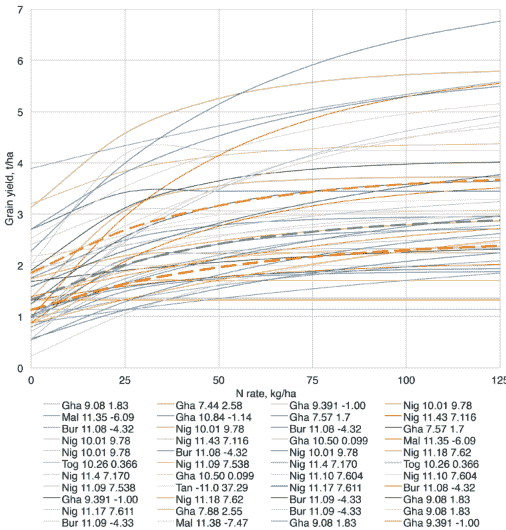 7
6
5
4
3
2
1
0
Grain yield, t/ha
0 25 50 75 100 125
N rate, kg/ha
Gha 9.08 1.83 Gha 7.44 2.58 Gha 9.391 -1.00 Nig 10.01 9.78
Mal 11.35 -6.09 Gha 10.84 -1.14 Gha 7.57 1.7 Nig 11.43 7.116
Bur 11.08 -4.32 Nig 10.01 9.78 Bur 11.08 -4.32 Gha 7.57 1.7
Nig 10.01 9.78 Nig 11.43 7.116 Gha 10.50 0.099 Mal 11.35 -6.09
Nig 10.01 9.78 Bur 11.08 -4.32 Nig 10.01 9.78 Nig 11.18 7.62
Tog 10.26 0.366 Nig 11.09 7.538 Nig 11.4 7.170 Tog 10.26 0.366
Nig 11.4 7.170 Gha 10.50 0.099 Nig 11.10 7.604 Nig 11.10 7.604
Nig 11.09 7.538 Tan -11.0 37.29 Nig 11.17 7.611 Bur 11.08 -4.32
Gha 9.391 -1.00 Nig 11.18 7.62 Bur 11.09 -4.33 Gha 9.08 1.83
Nig 11.17 7.611 Gha 7.88 2.55 Bur 11.09 -4.33 Gha 9.08 1.83
Bur 11.09 -4.33 Mal 11.38 -7.47 Gha 9.08 1.83 Gha 9.391 -1.00